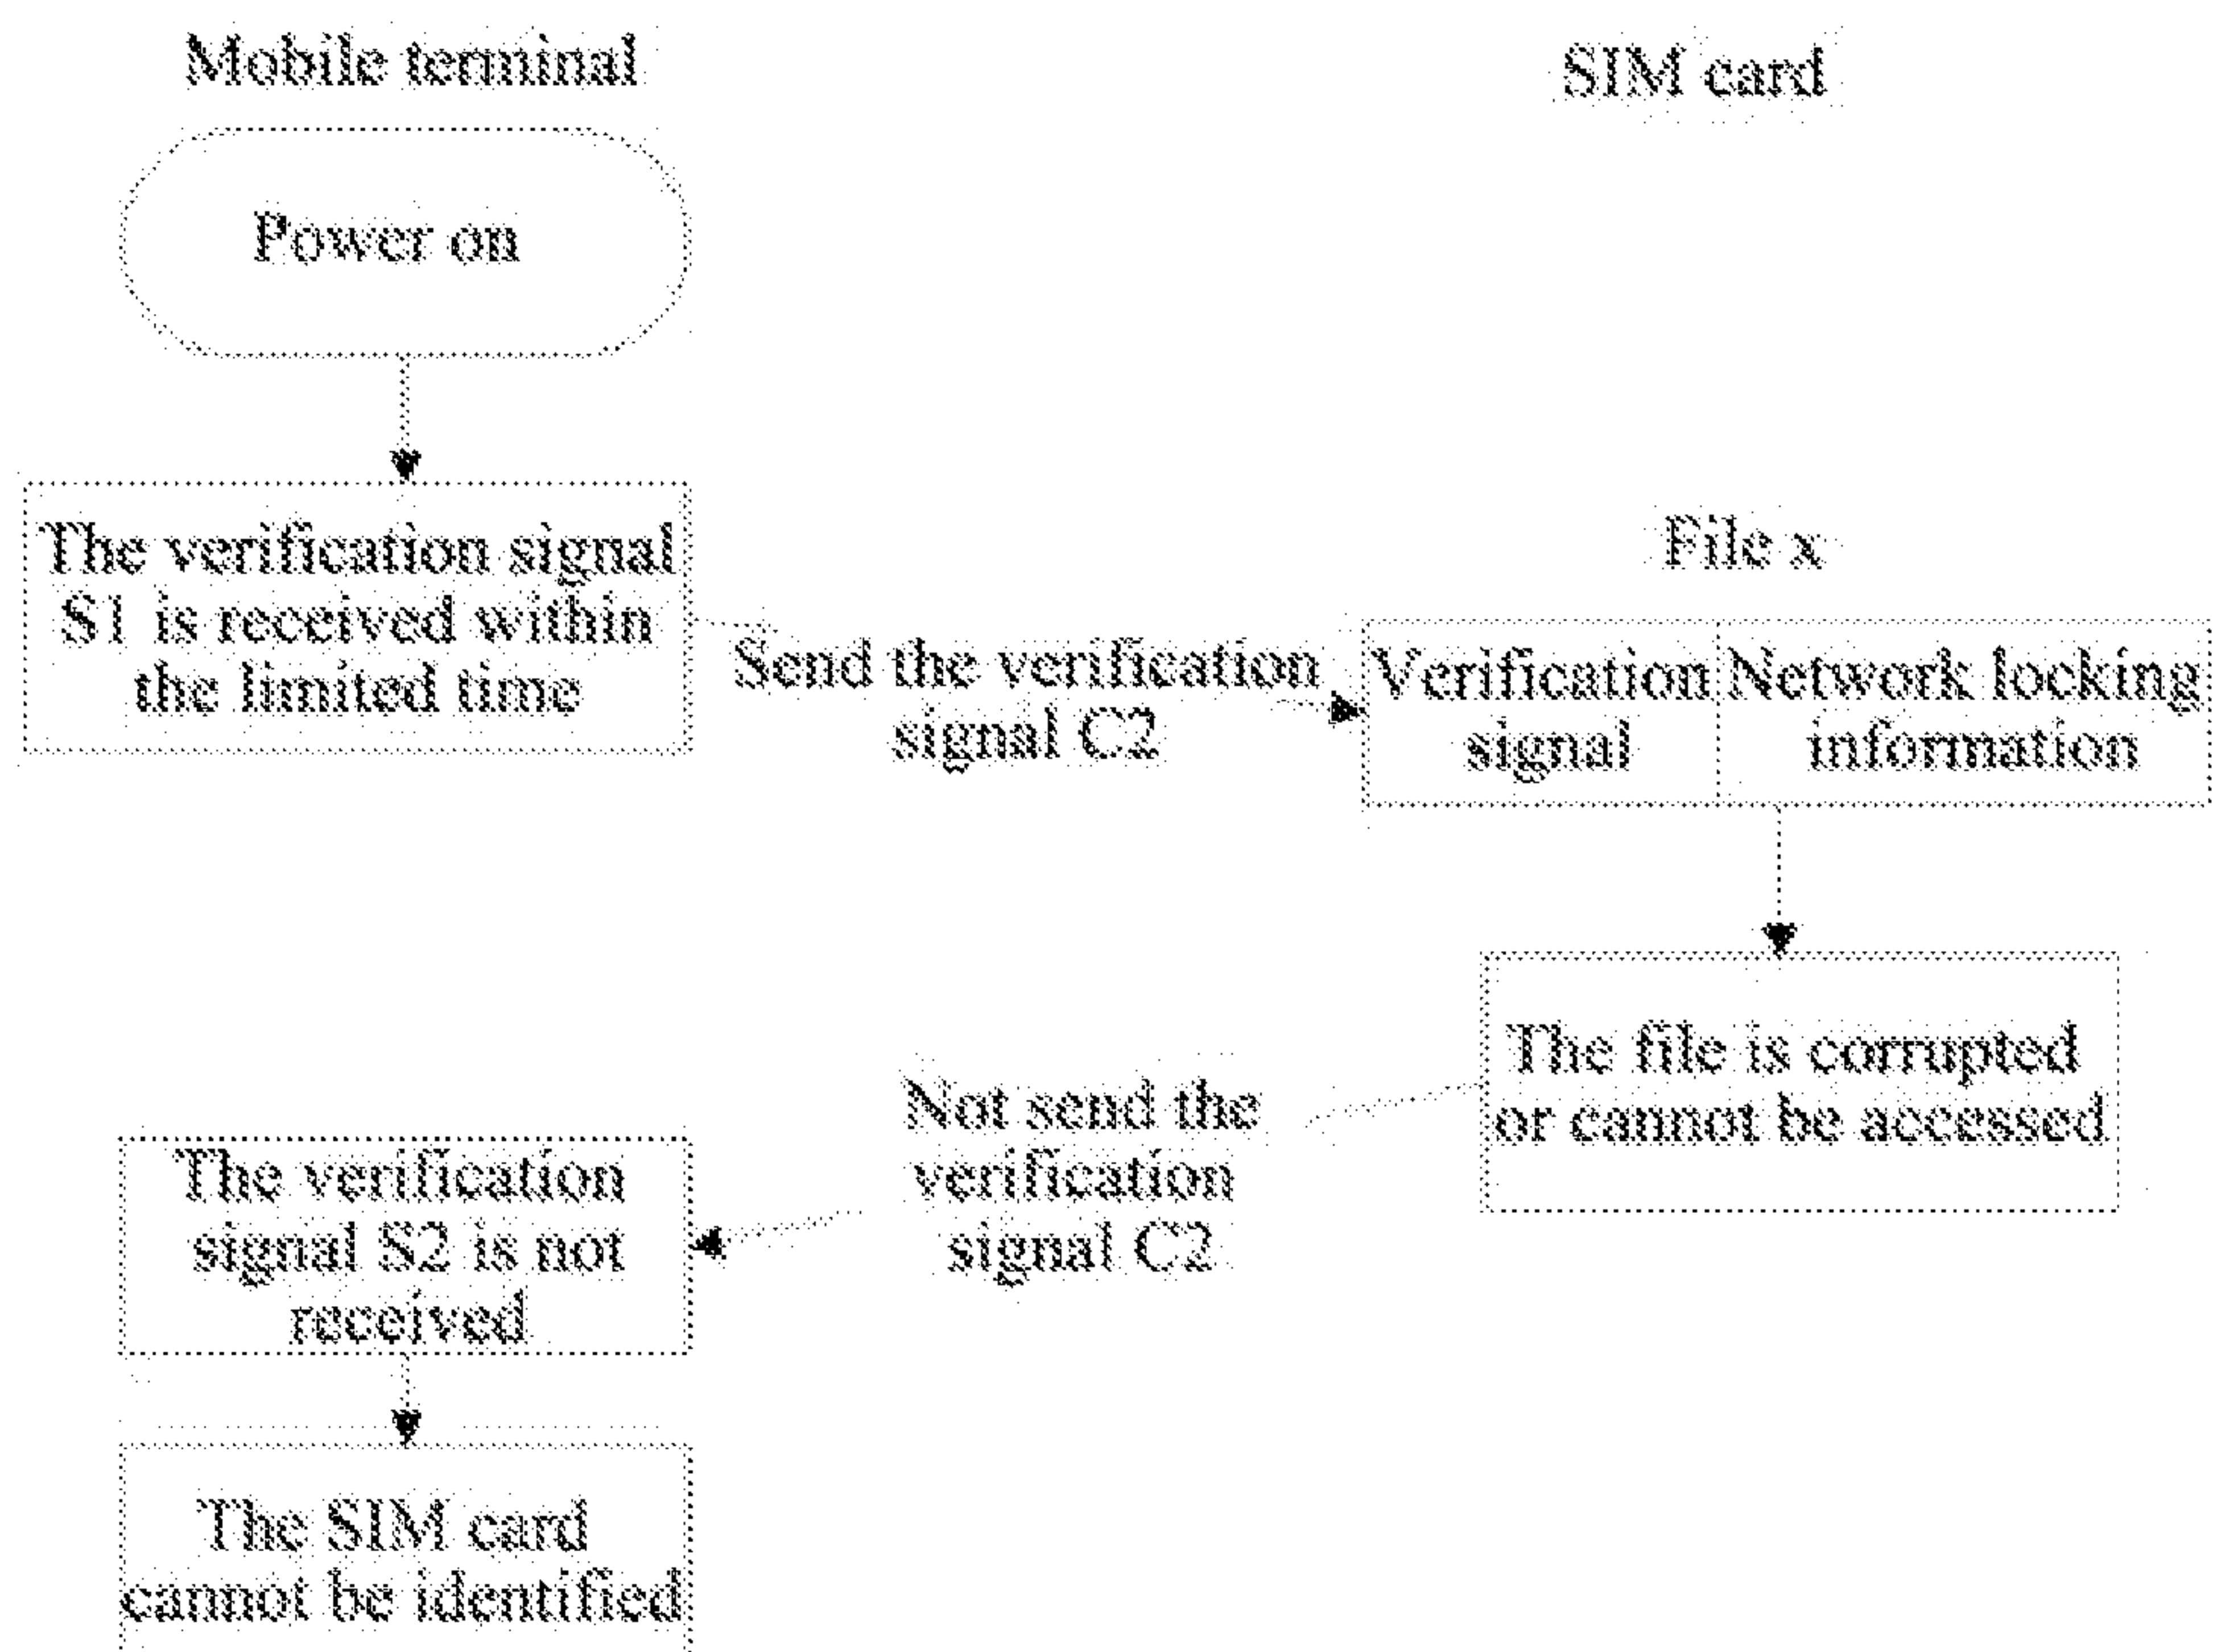 Mobile terminal
SIM card
Power on
The verification signal
S1 is received within
the limited time
Send the verification
signal C2
File x
Verification
signal
Network locking
information
The file is corrupted
or cannot be accessed
Not send the
verification
signal C2
The verification
signal S2 is not
received
The SIM card
cannot be identified